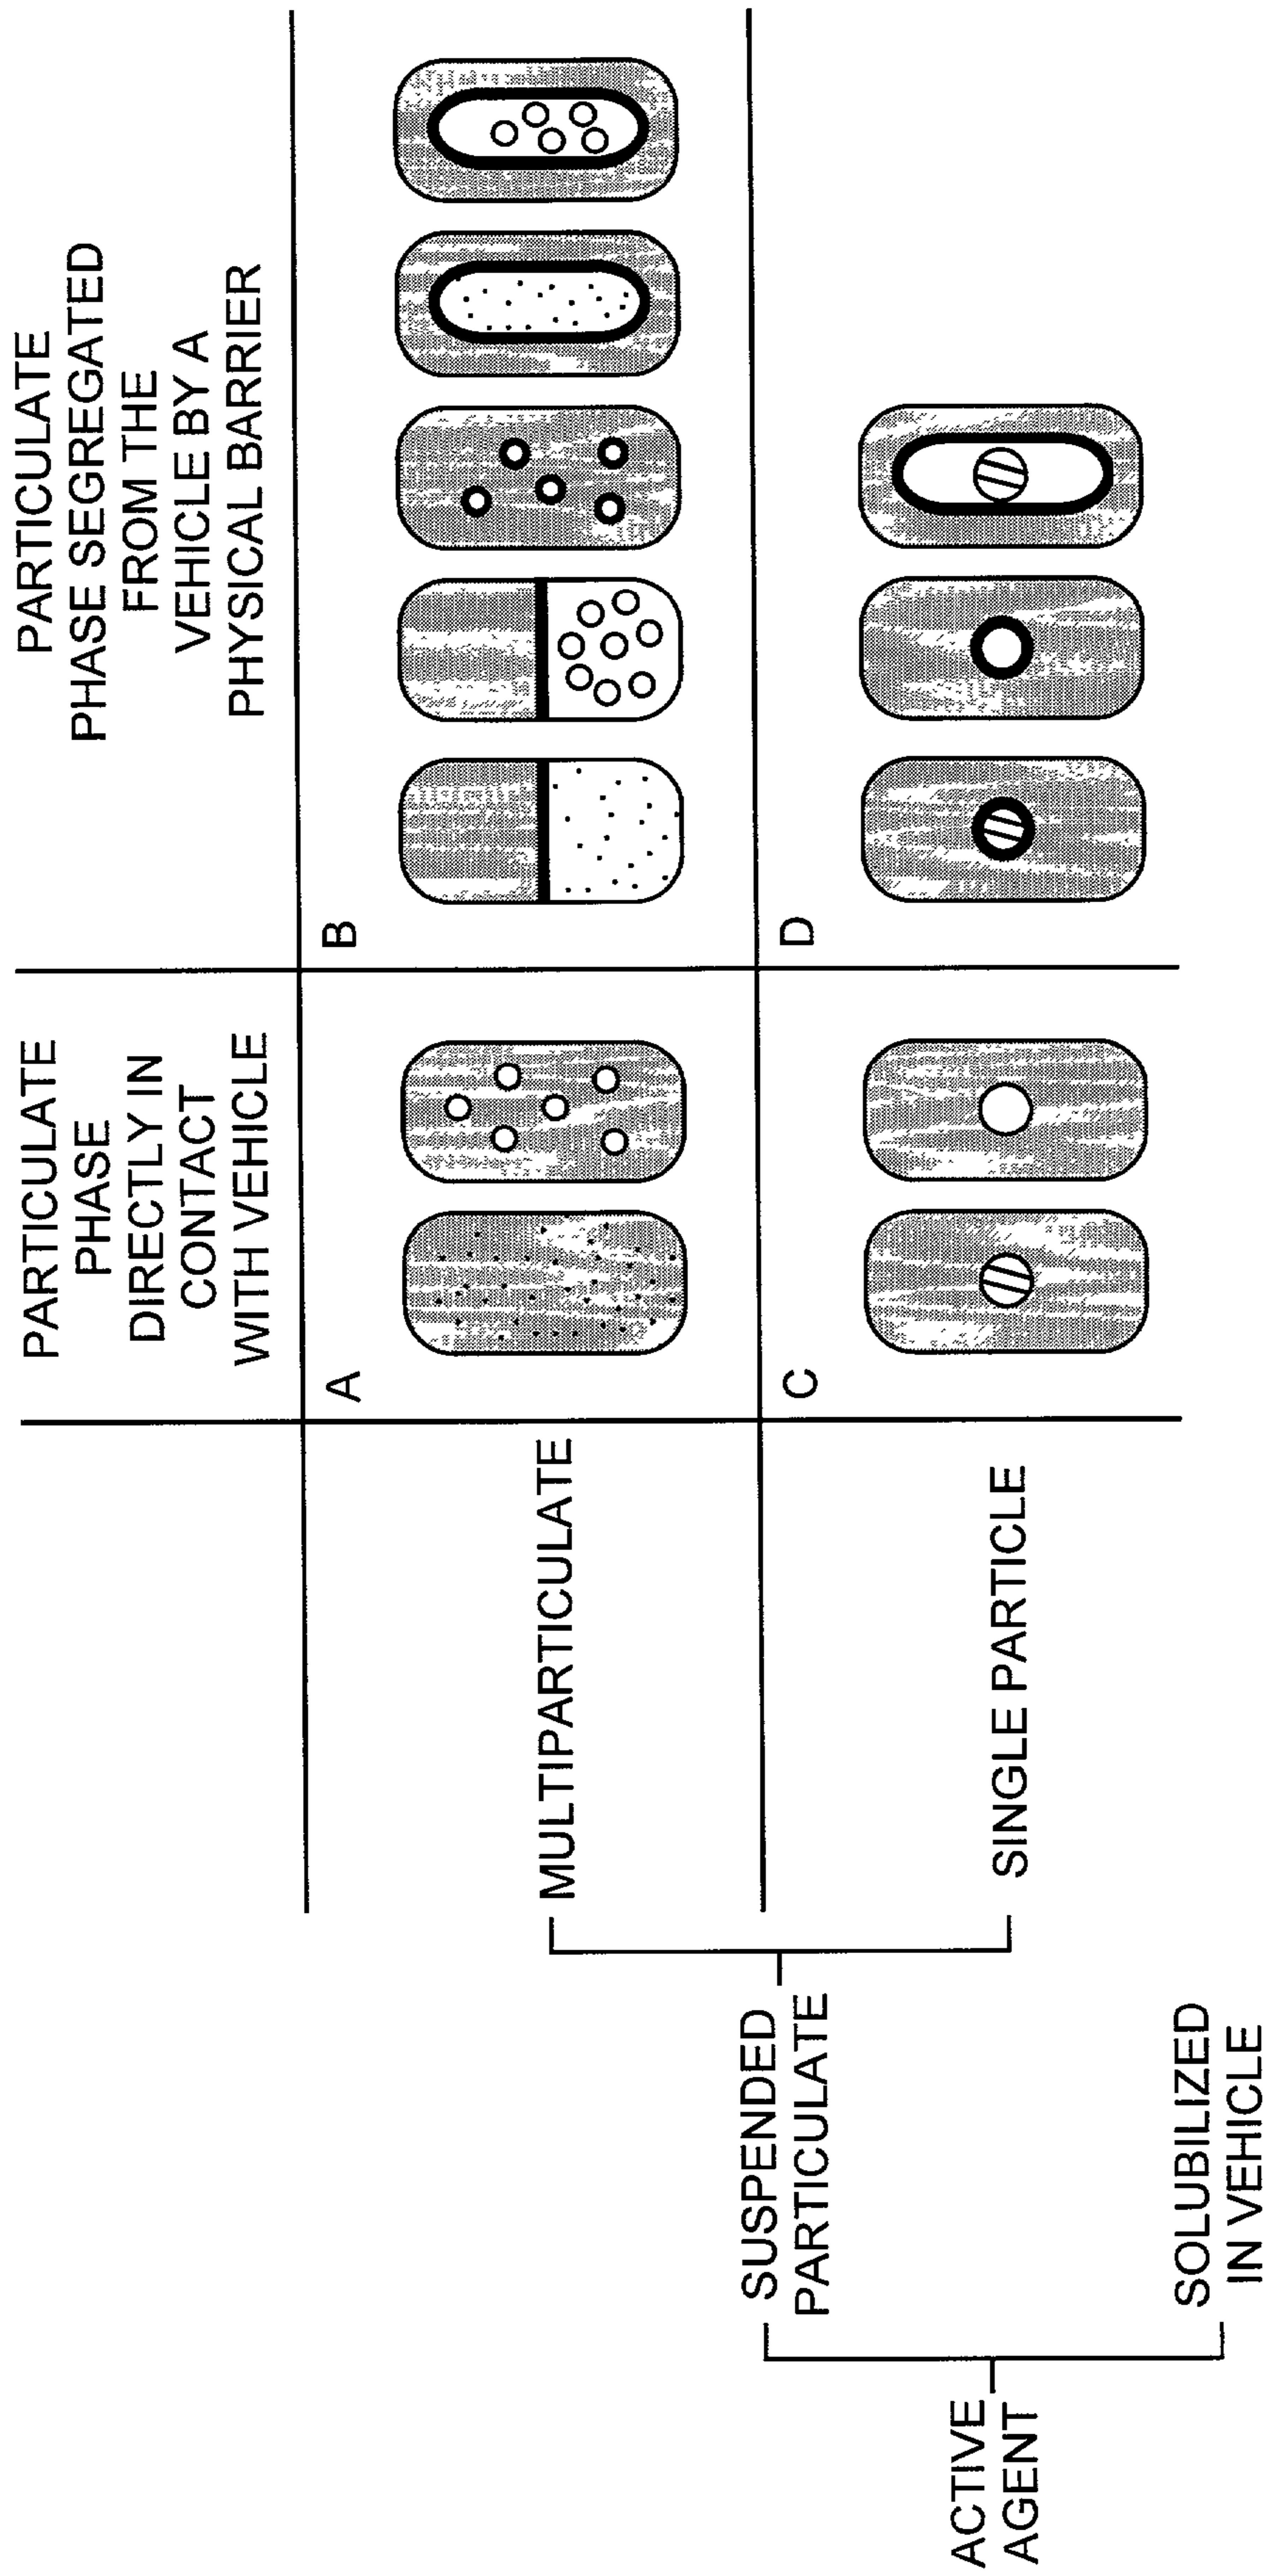 PARTICULATE
PHASE
DIRECTLY IN
CONTACT
WITH VEHICLE
PARTICULATE
PHASE SEGREGATED
FROM THE
VEHICLE BY A
PHYSICAL BARRIER
A
B
MULTIPARTICULATE
C
D
SINGLE PARTICLE
SUSPENDED
PARTICULATE
SOLUBILIZED
IN VEHICLE
ACTIVE
AGENT